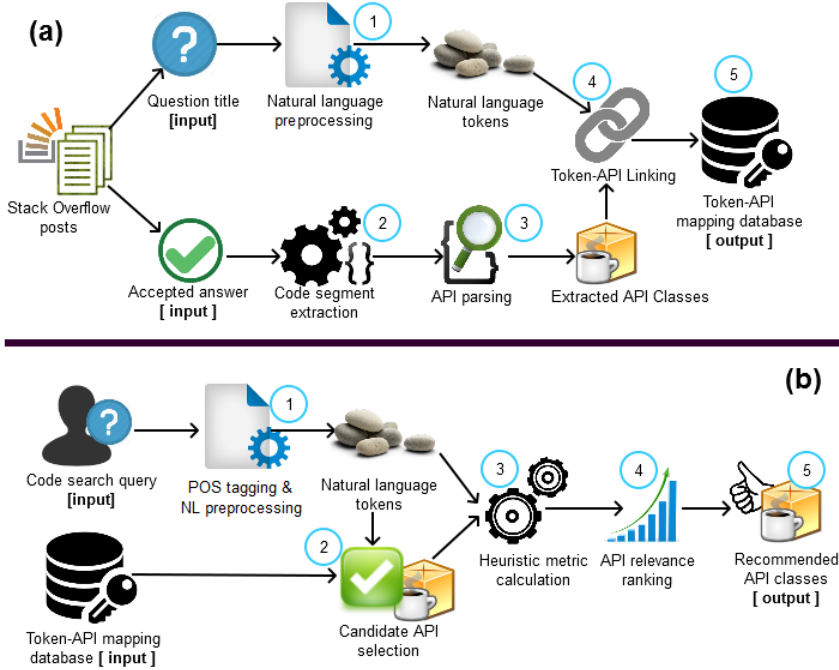 (a)
1
Question title
[input]
Natural language
preprocessing
Natural language
tokens
4
5
Stack Overflow
posts
Token-API Linking
Token-API
mapping database
[ output ]
2
3
Accepted answer
[ input ]
Code segment
extraction
API parsing
Extracted API Classes
(b)
1
Code search query
[input]
POS tagging &
NL preprocessing
Natural language
tokens
3
4
5
2
Heuristic metric
calculation
API relevance
ranking
Recommended
API classes
[ output ]
Token-API mapping
database [ input ]
Candidate API
selection